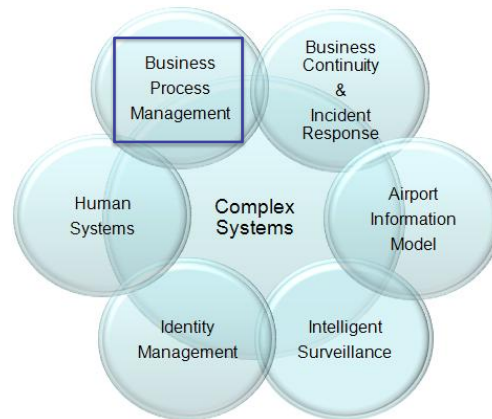 Business
Process
Management
Business
Continuity
&
Incident
Response
Human
Systems
Complex
Systems
Airport
Information
Model
Identity
Management
Intelligent
Surveillance